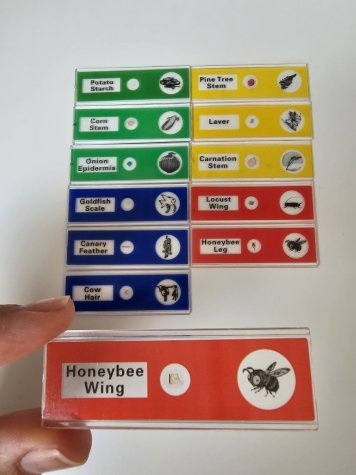 Potato
Starch
Pine Tree
Stem
Corn
Stem
Laver
Onion
Epidermis
Carnation
Stem
Goldfish
Scale
Locust
Wing
Canary
Feather
Honeybee
Leg
Cow
Hair
Honeybee
Wing